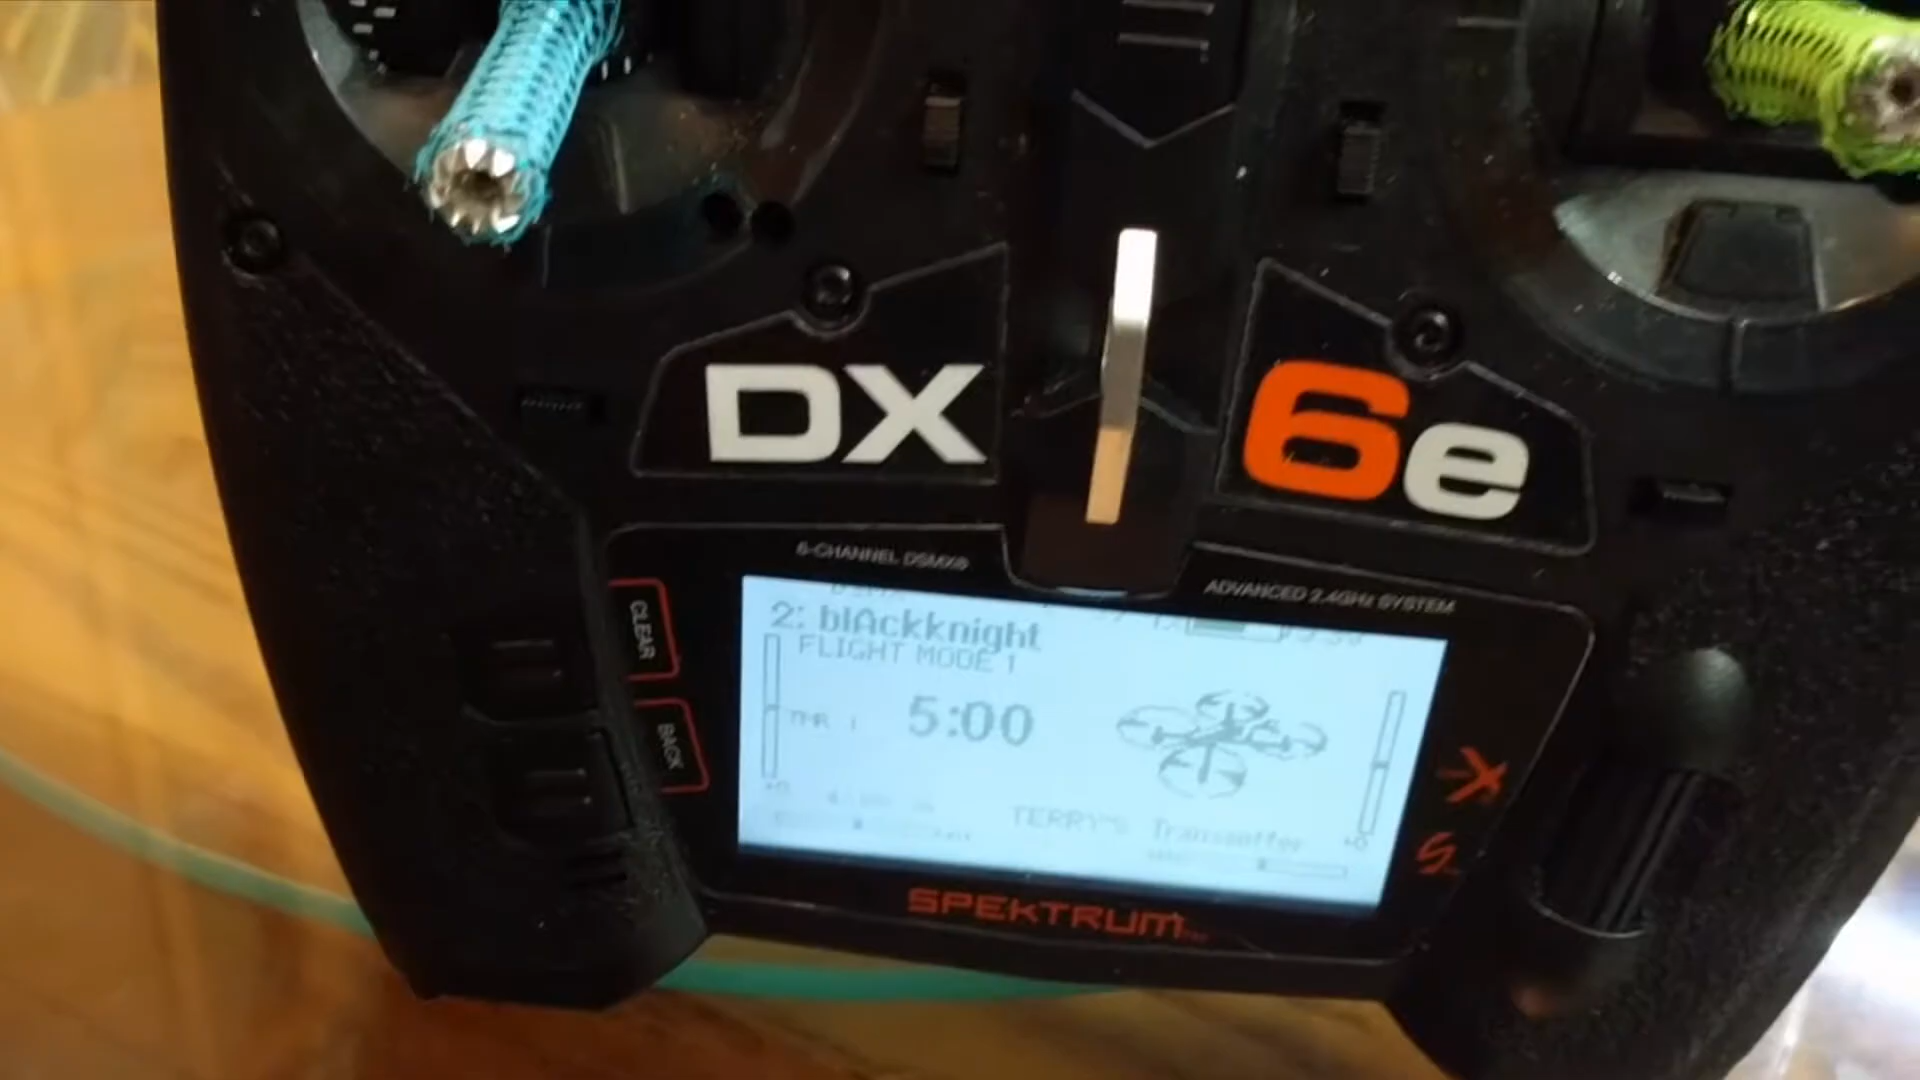 DX 6e
6-CHANNEL DSMX®
ADVANCED 2.4GHz SYSTEM
CLEAR
BACK
2: blAckknight
FLIGHT MODE 1
THR 1
5:00
TERRY"S Transmitter
SPEKTRUM